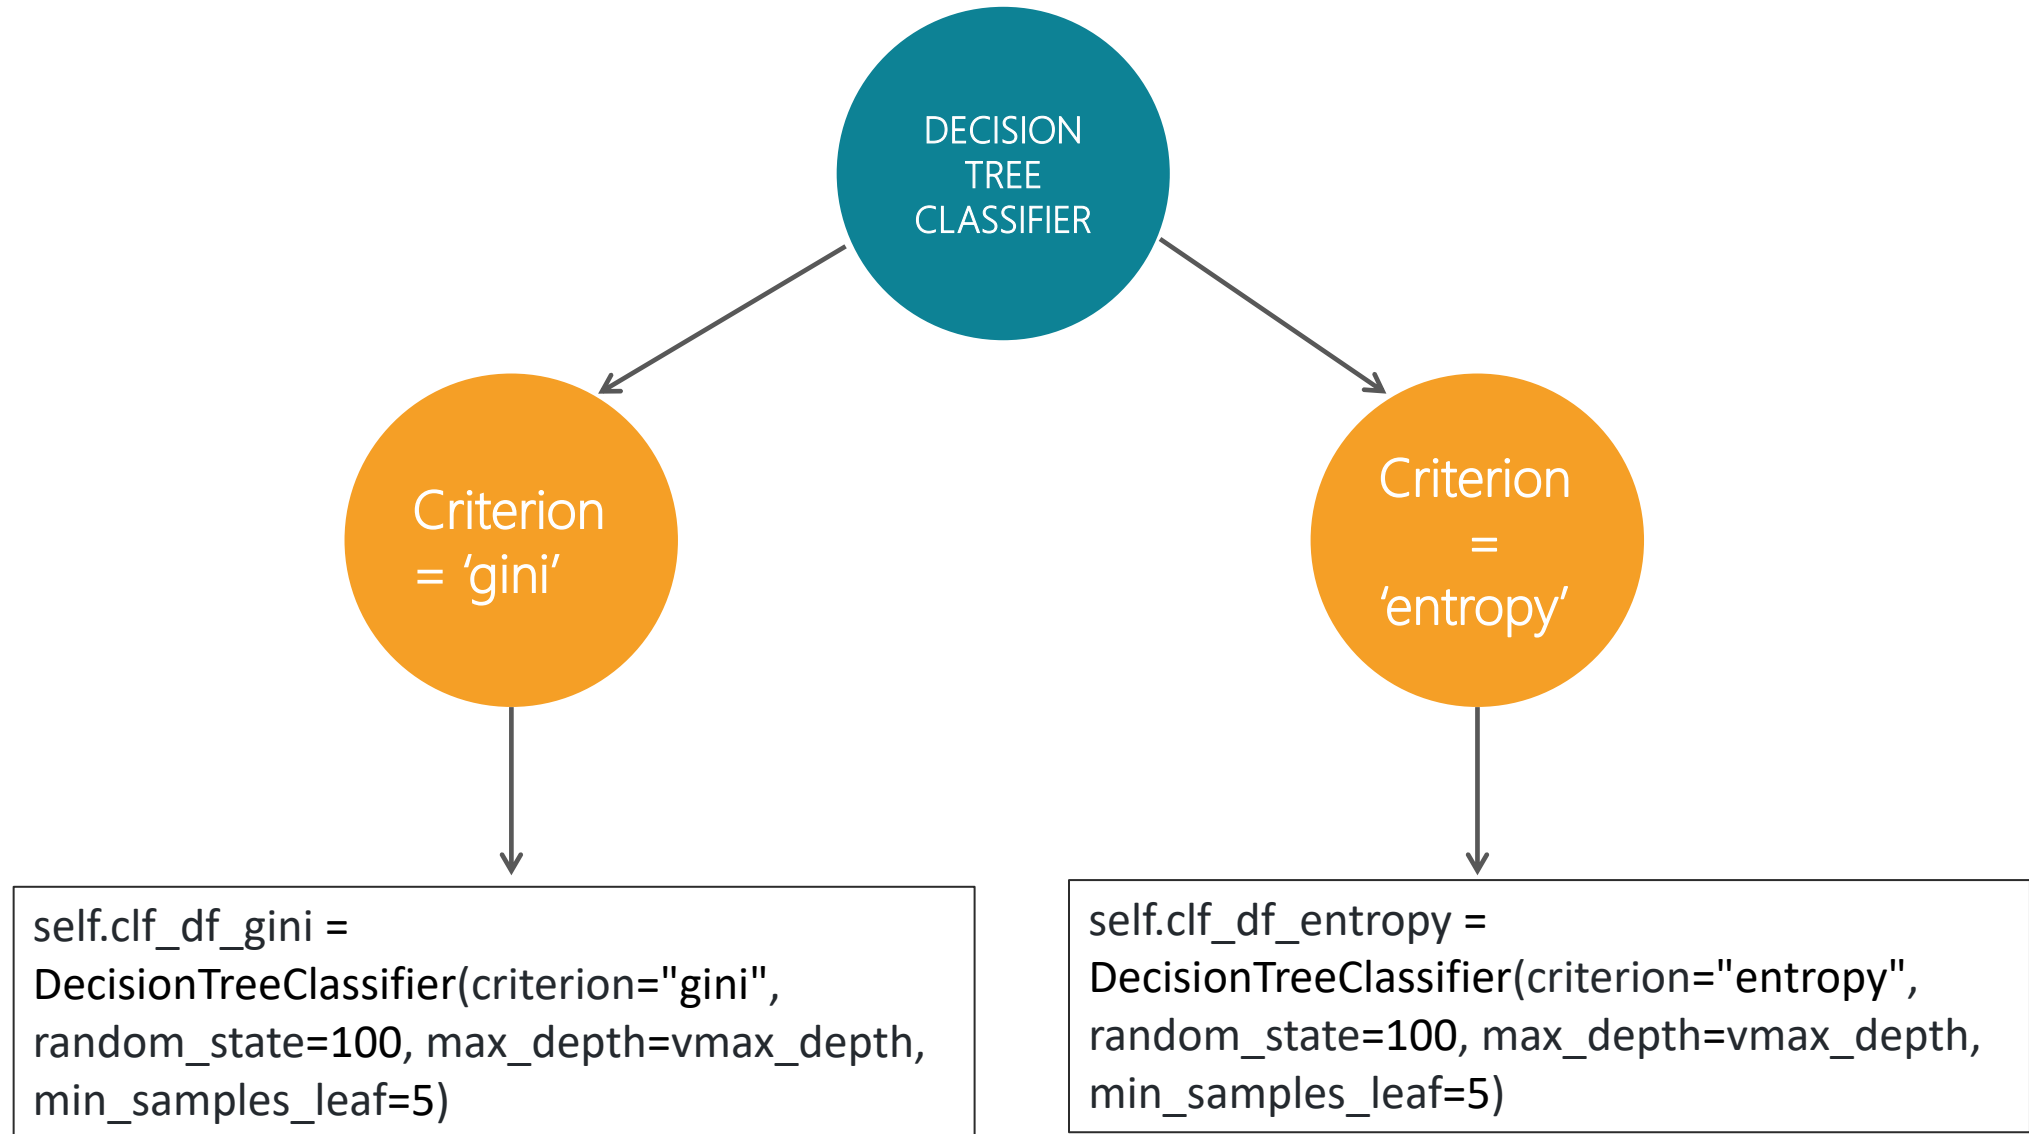 DECISION
TREE
CLASSIFIER
Criterion
= ‘gini’
Criterion
=
‘entropy’
self.clf_df_gini =
DecisionTreeClassifier(criterion="gini",
random_state=100, max_depth=vmax_depth,
min_samples_leaf=5)
self.clf_df_entropy =
DecisionTreeClassifier(criterion="entropy",
random_state=100, max_depth=vmax_depth,
min_samples_leaf=5)